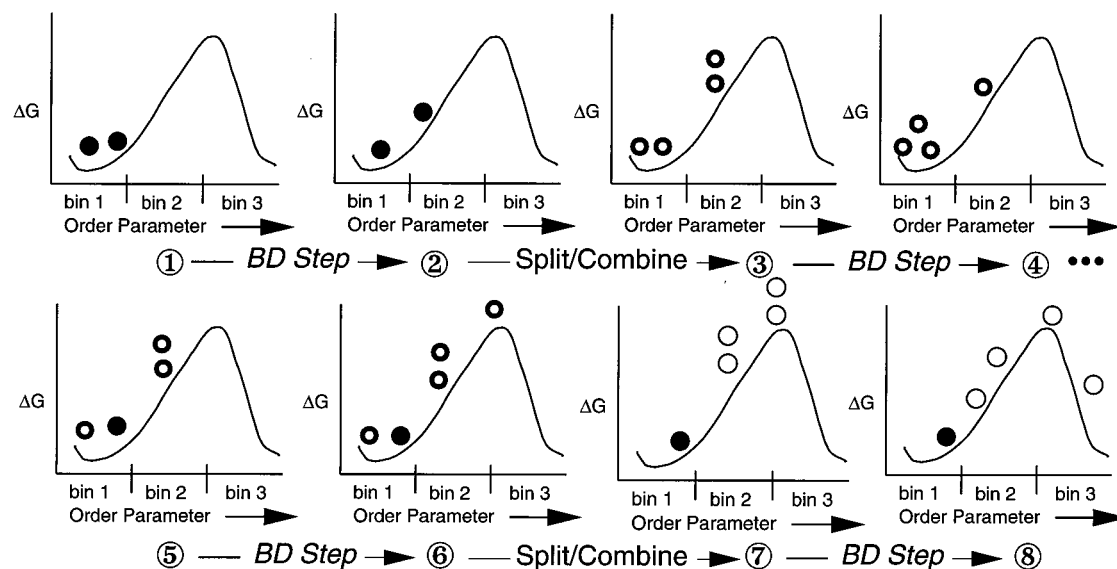 ΔG ΔG ΔG ΔG
bin 1 bin 2 bin 3 bin 1 bin 2 bin 3 bin 1 bin 2 bin 3 bin 1 bin 2 bin 3
Order Parameter Order Parameter Order Parameter Order Parameter
① BD Step ② Split/Combine ③ BD Step ④ •••
ΔG ΔG ΔG ΔG
bin 1 bin 2 bin 3 bin 1 bin 2 bin 3 bin 1 bin 2 bin 3 bin 1 bin 2 bin 3
Order Parameter Order Parameter Order Parameter Order Parameter
⑤ BD Step ⑥ Split/Combine ⑦ BD Step ⑧